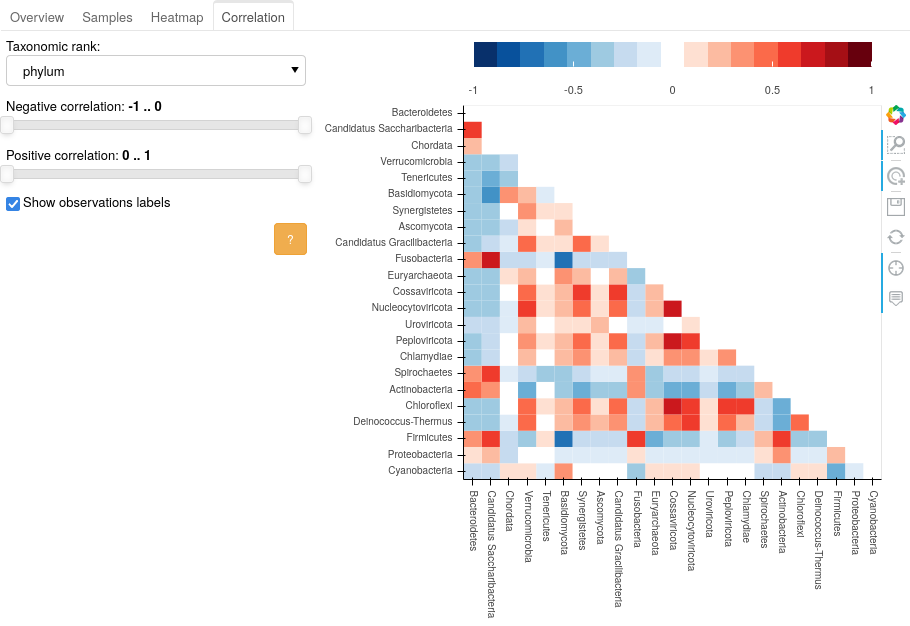 Overview Samples Heatmap Correlation
Taxonomic rank:
phylum
Negative correlation: -1 .. 0
Positive correlation: 0 .. 1
Show observations labels
?
-1 -0.5 0 0.5 1
Bacteroidetes
Candidatus Saccharibacteria
Chordata
Verrucomicrobia
Tenericutes
Basidiomycota
Synergistetes
Ascomycota
Candidatus Gracilibacteria
Fusobacteria
Euryarchaeota
Cossaviricota
Nucleocytoviricota
Uroviricota
Peploviricota
Chlamydiae
Spirochaetes
Actinobacteria
Chloroflexi
Deinococcus-Thermus
Firmicutes
Proteobacteria
Cyanobacteria
Bacteroidetes
Candidatus Saccharibacteria
Chordata
Verrucomicrobia
Tenericutes
Basidiomycota
Synergistetes
Ascomycota
Candidatus Gracilibacteria
Fusobacteria
Euryarchaeota
Cossaviricota
Nucleocytoviricota
Uroviricota
Peploviricota
Chlamydiae
Spirochaetes
Actinobacteria
Chloroflexi
Deinococcus-Thermus
Firmicutes
Proteobacteria
Cyanobacteria